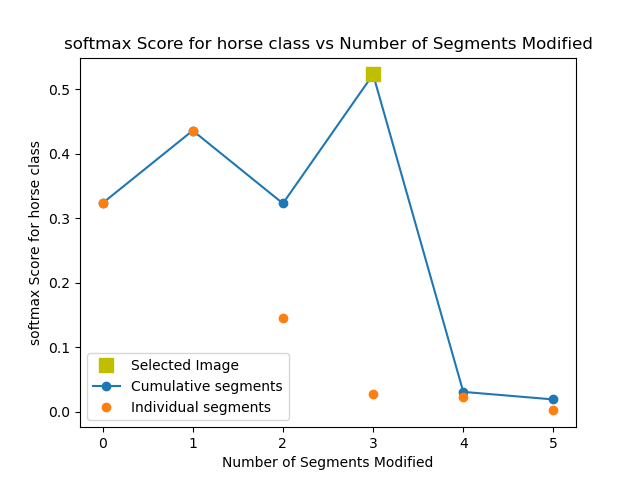 softmax Score for horse class vs Number of Segments Modified
softmax Score for horse class
0.5
0.4
0.3
0.2
0.1
0.0
Selected Image
Cumulative segments
Individual segments
0 1 2 3 4 5
Number of Segments Modified